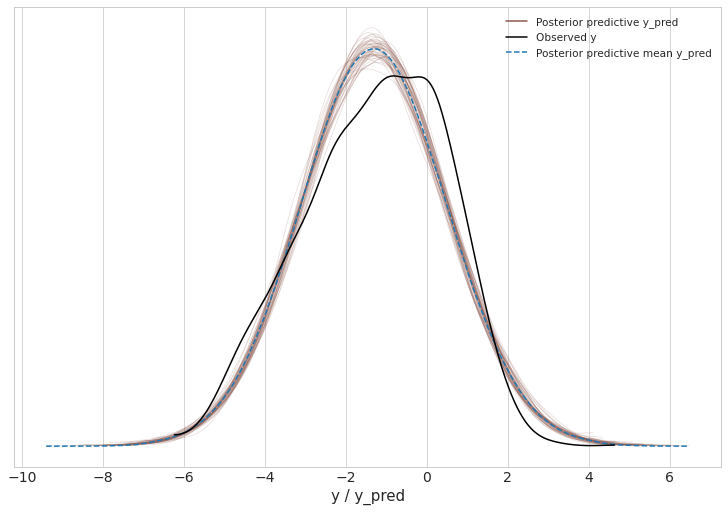 Posterior predictive y_pred
Observed y
Posterior predictive mean y_pred
−10 −8 −6 −4 −2 0 2 4 6
y / y_pred